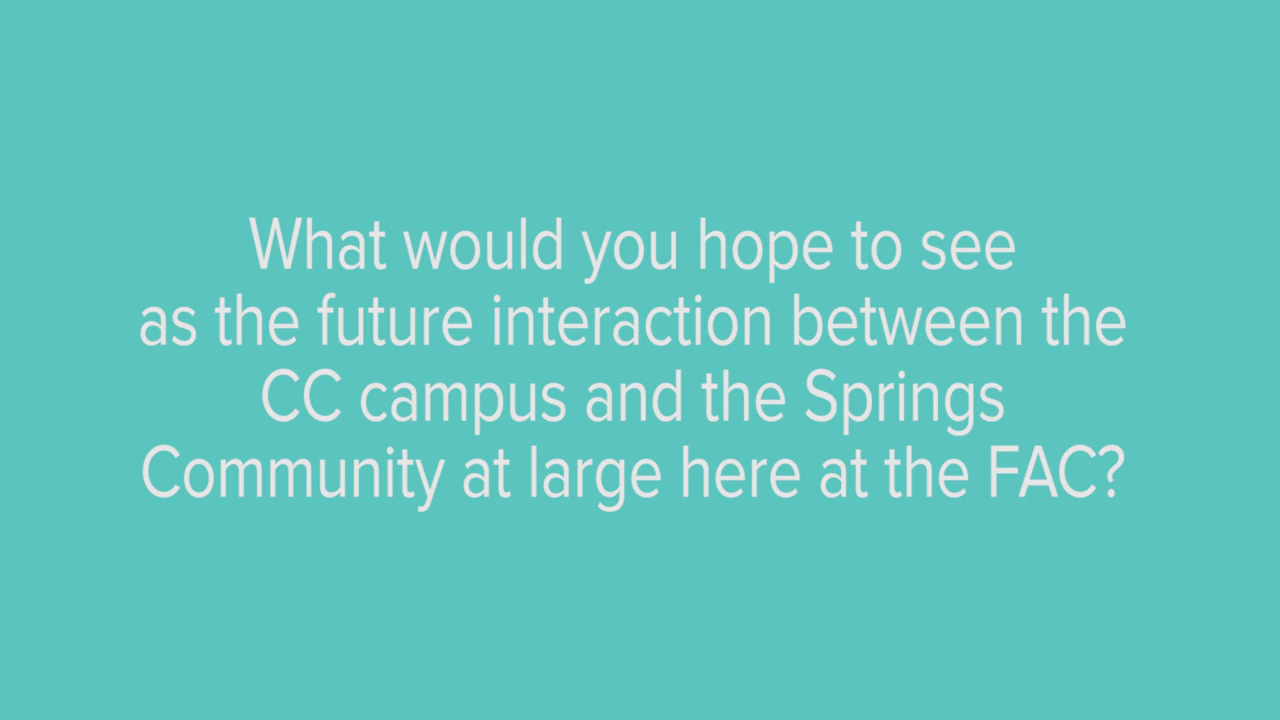 What would you hope to see
as the future interaction between the
CC campus and the Springs
Community at large here at the FAC?